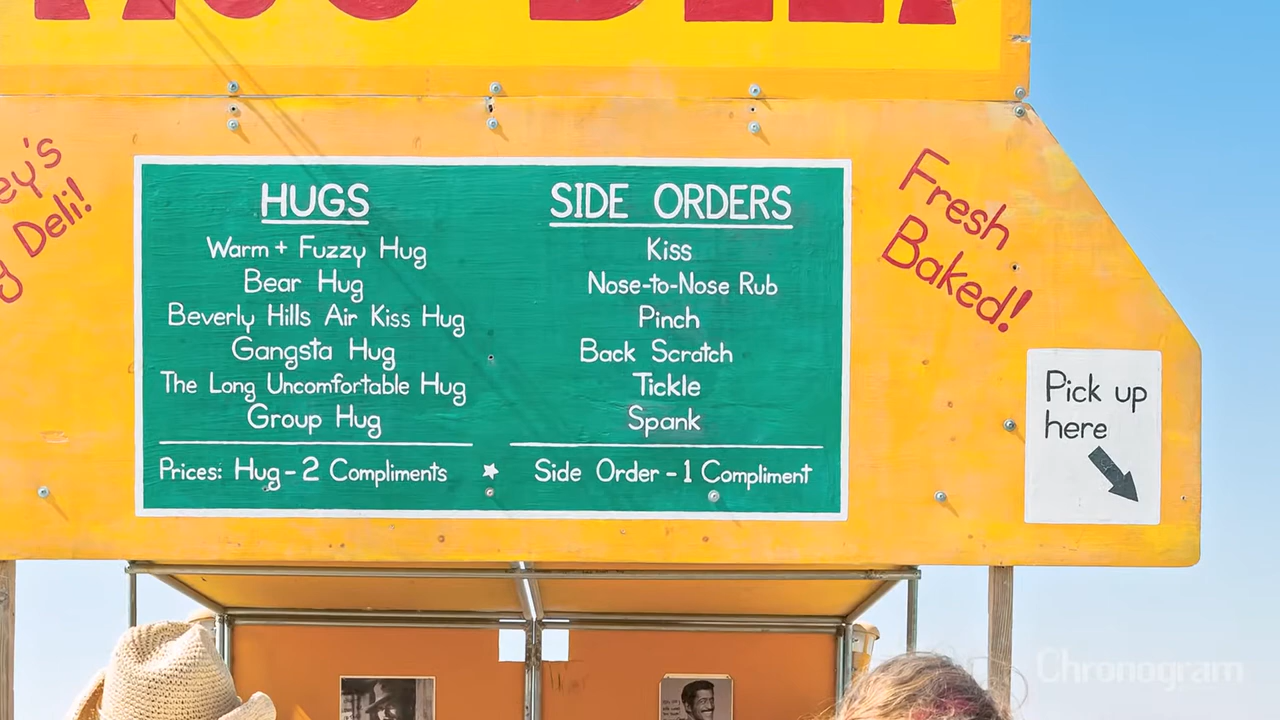 DELI
ey's
Deli!
HUGS
Warm + Fuzzy Hug
Bear Hug
Beverly Hills Air Kiss Hug
Gangsta Hug
The Long Uncomfortable Hug
Group Hug
Prices: Hug - 2 Compliments
SIDE ORDERS
Kiss
Nose-to-Nose Rub
Pinch
Back Scratch
Tickle
Spank
Side Order - 1 Compliment
Fresh
Baked!
Pick up
here
Chronogram